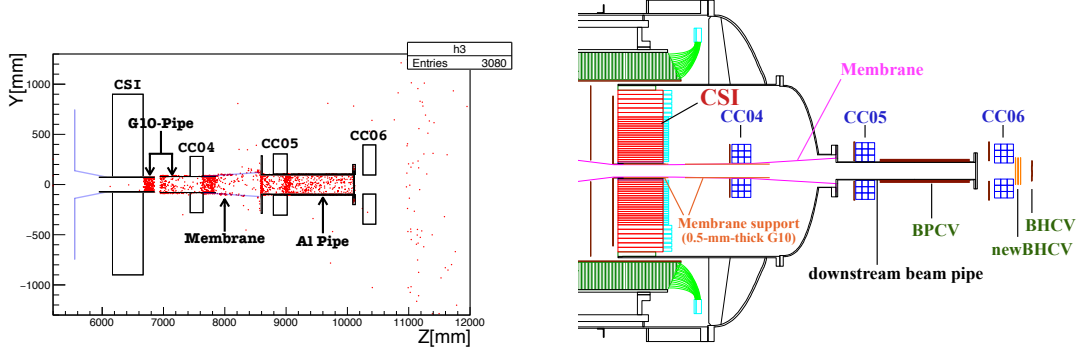 h3
Entries 3080
Y[mm]
1000
500
0
−500
−1000
6000 7000 8000 9000 10000 11000 12000
Z[mm]
CSI
G10-Pipe
CC04
CC05
CC06
Membrane
Al Pipe
Membrane
CSI
CC04
CC05
CC06
Membrane support
(0.5-mm-thick G10)
BPCV
BHCV
newBHCV
downstream beam pipe